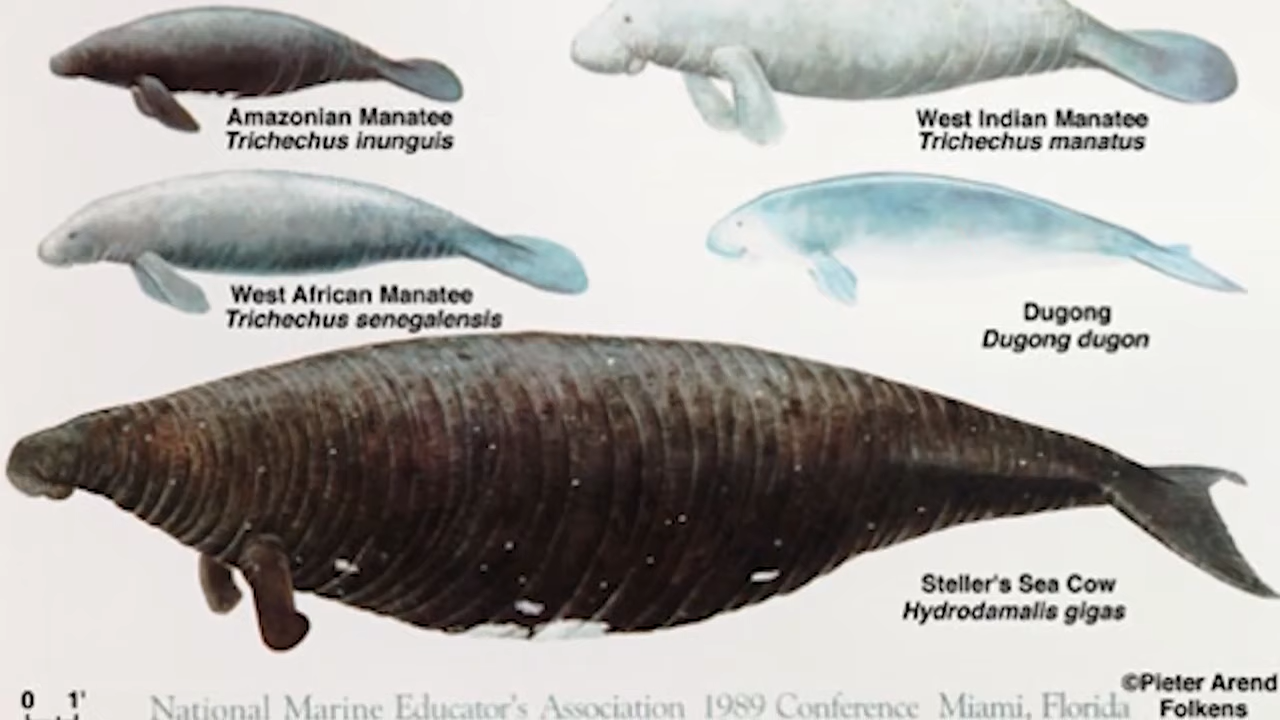 Amazonian Manatee
Trichechus inunguis
West Indian Manatee
Trichechus manatus
West African Manatee
Trichechus senegalensis
Dugong
Dugong dugon
Steller's Sea Cow
Hydrodamalis gigas
0 1'
National Marine Educator's Association 1989 Conference Miami, Florida
©Pieter Arend
Folkens